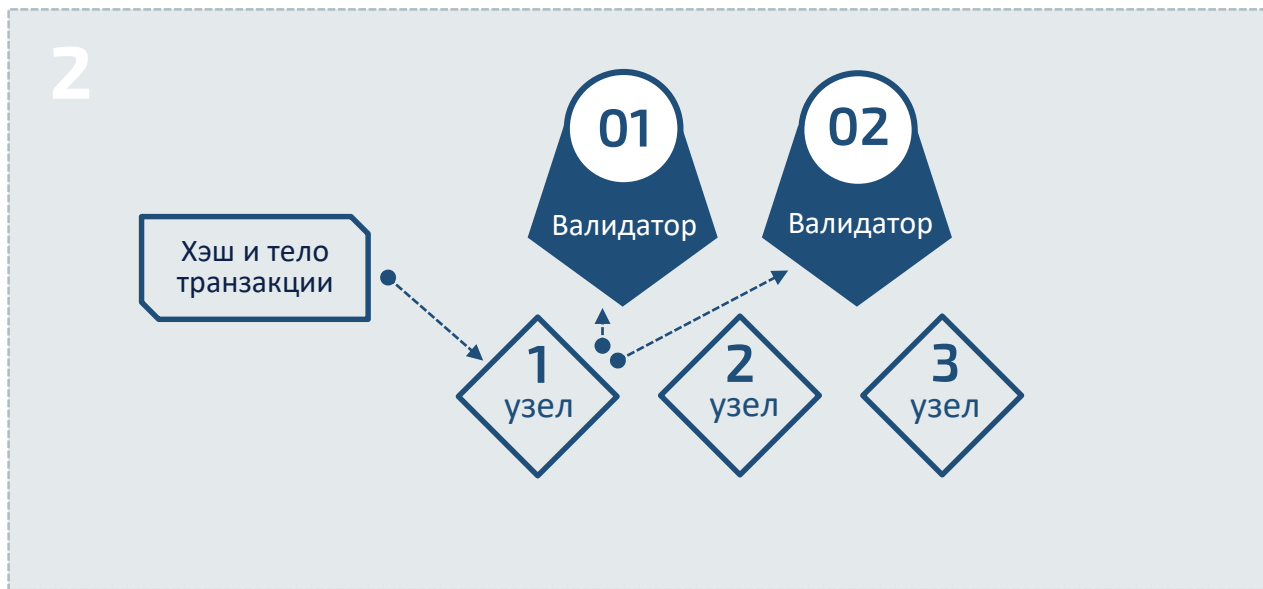 2
01
Валидатор
02
Валидатор
Хэш и тело
транзакции
1
узел
2
узел
3
узел